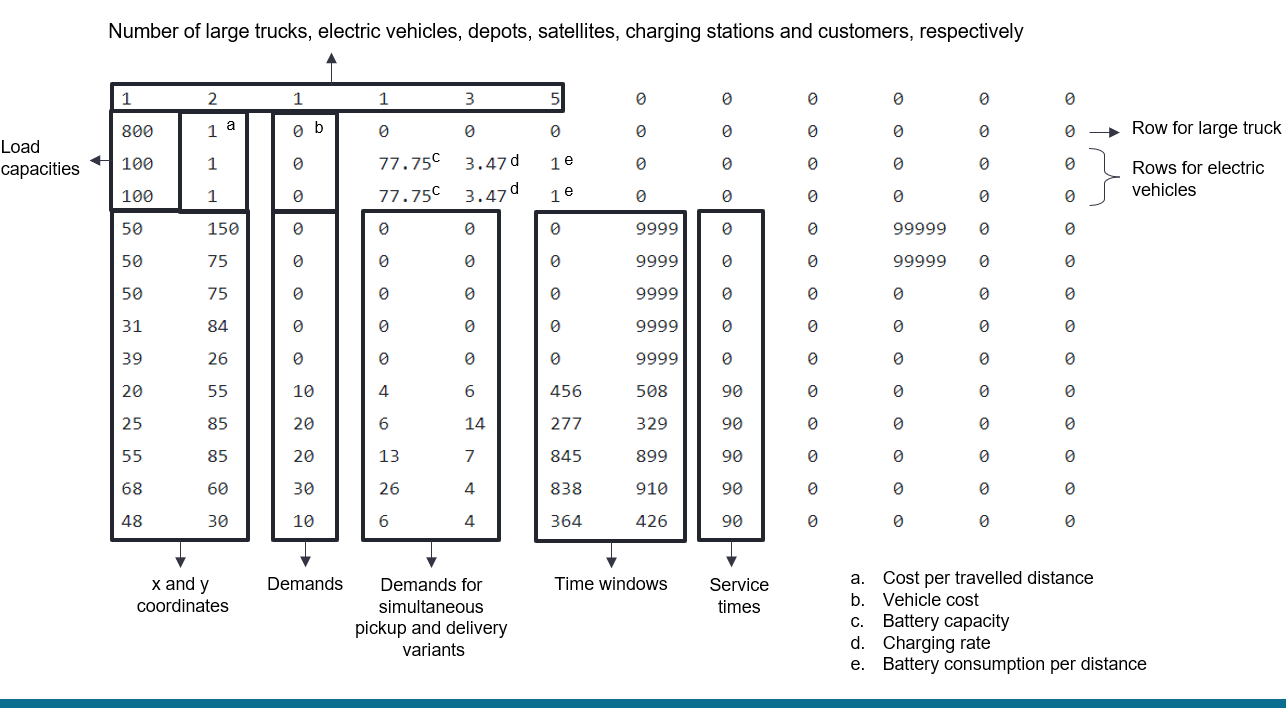 Number of large trucks, electric vehicles, depots, satellites, charging stations and customers, respectively
1 2 1 1 3 5 0 0 0 0 0 0
800 1 a 0 b 0 0 0 0 0 0 0 0 0 Row for large truck
Load capacities
100 1 0 77.75c 3.47d 1e 0 0 0 0 0 0
Rows for electric vehicles
100 1 0 77.75c 3.47d 1e 0 0 0 0 0 0
50 150 0 0 0 0 9999 0 0 99999 0 0
50 75 0 0 0 0 9999 0 0 99999 0 0
50 75 0 0 0 0 9999 0 0 0 0 0
31 84 0 0 0 0 9999 0 0 0 0 0
39 26 0 0 0 0 9999 0 0 0 0 0
20 55 10 4 6 456 508 90 0 0 0 0
25 85 20 6 14 277 329 90 0 0 0 0
55 85 20 13 7 845 899 90 0 0 0 0
68 60 30 26 4 838 910 90 0 0 0 0
48 30 10 6 4 364 426 90 0 0 0 0
x and y
coordinates
Demands
Demands for
simultaneous
pickup and delivery
variants
Time windows
Service
times
a. Cost per travelled distance
b. Vehicle cost
c. Battery capacity
d. Charging rate
e. Battery consumption per distance